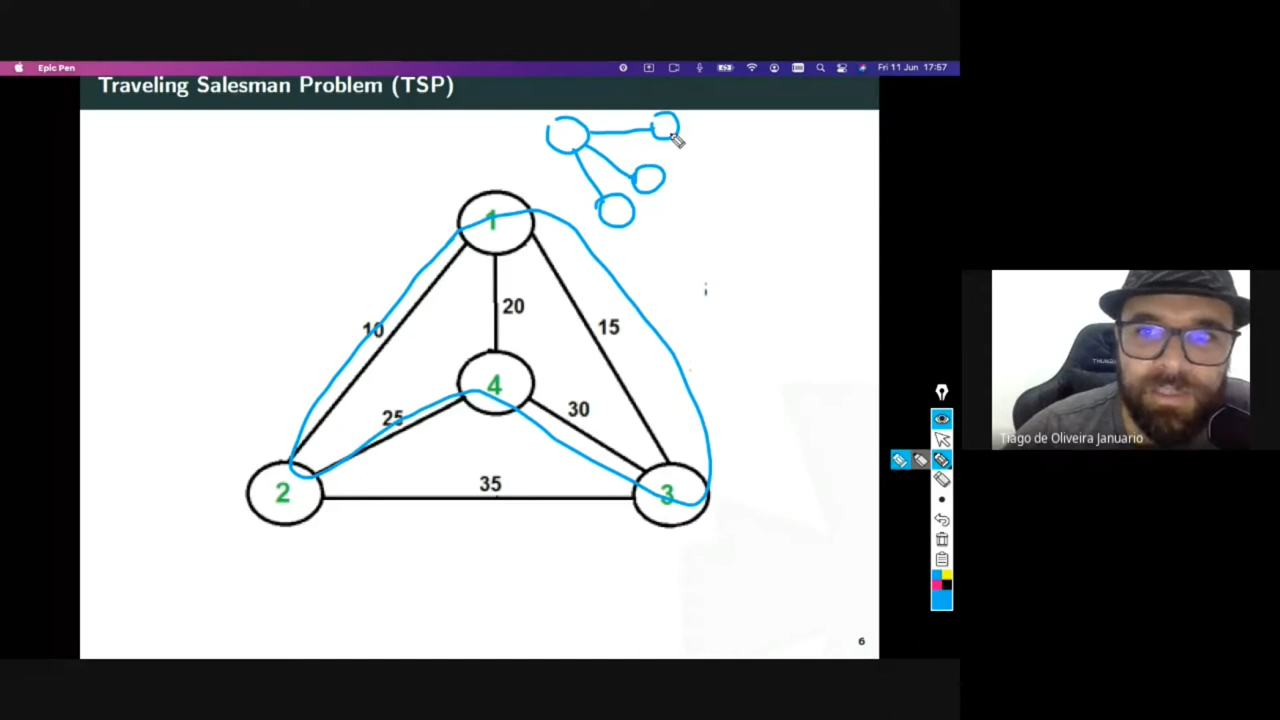 Epic Pen
Fri 11 Jun 17:57
Traveling Salesman Problem (TSP)
1
20
10
15
4
25
30
2
35
3
6
Tiago de Oliveira Januario